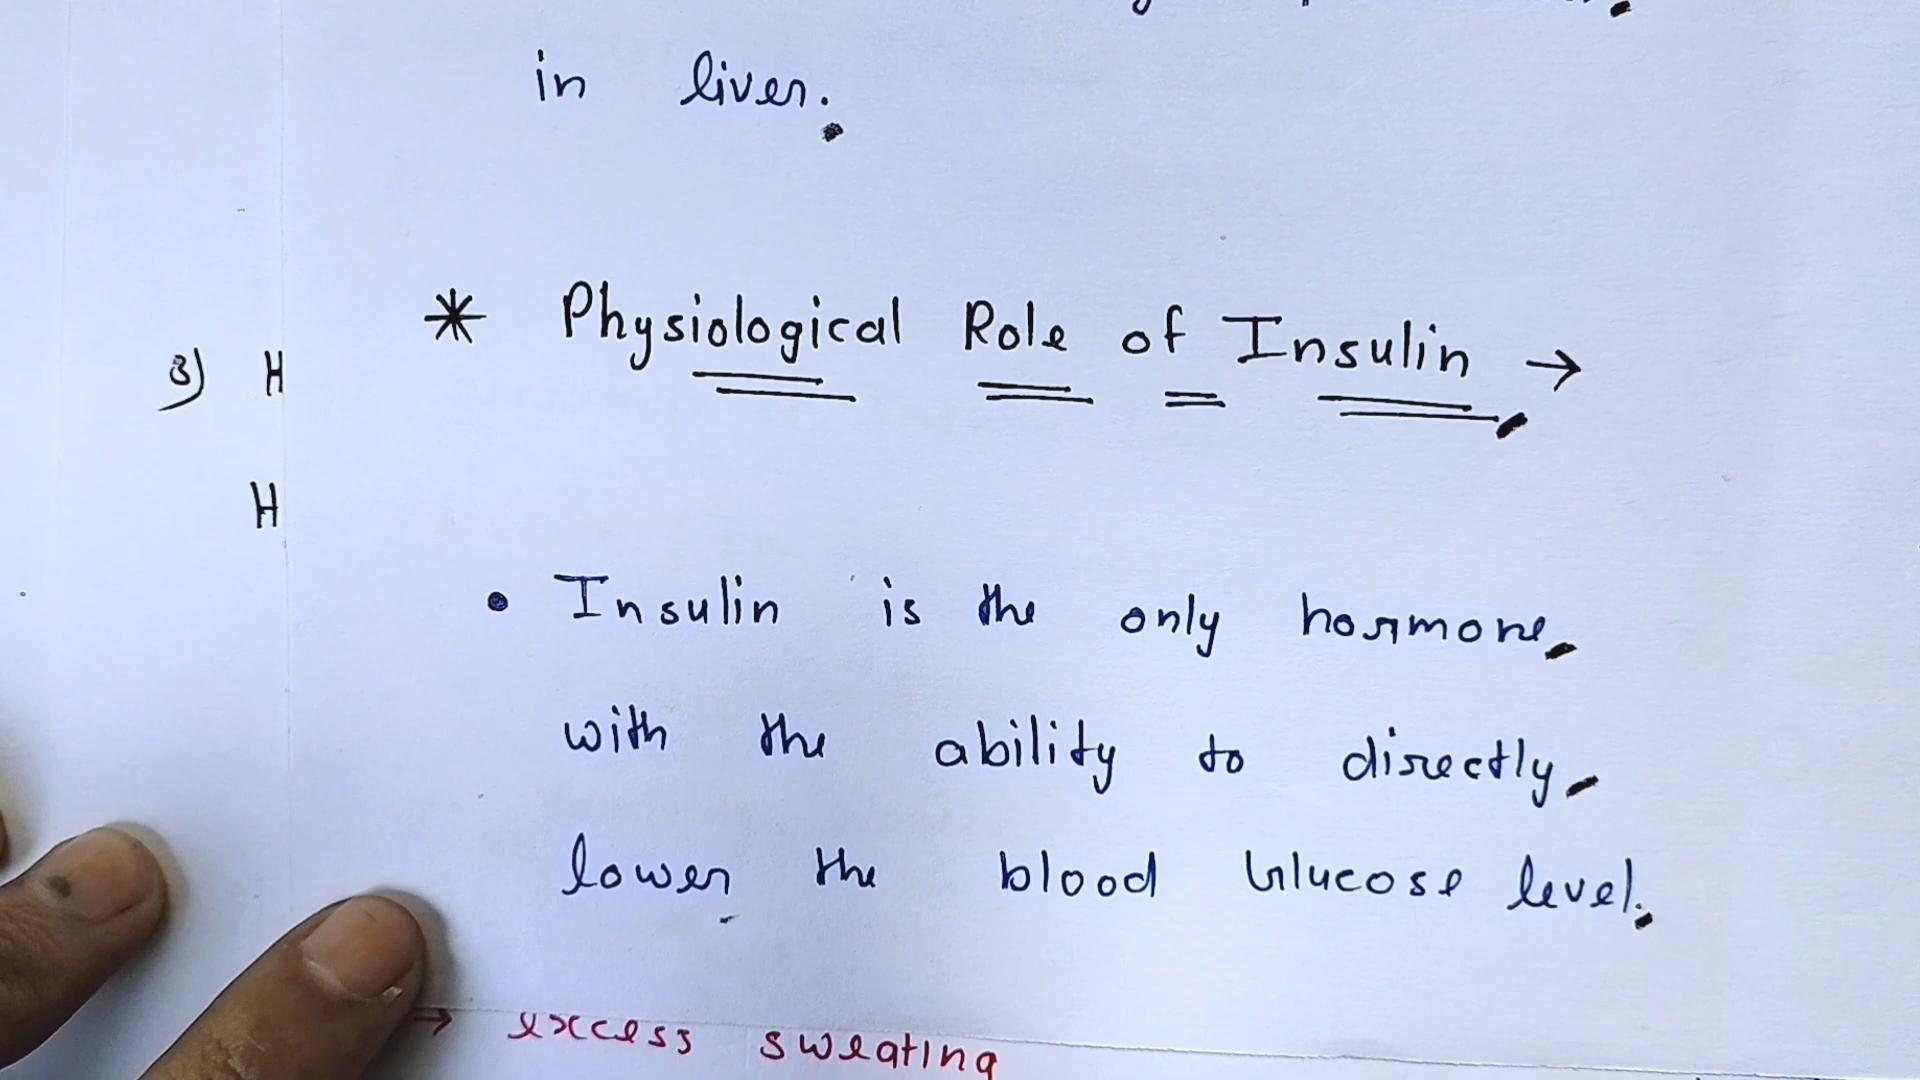 in liver.
* Physiological Role of Insulin →
3) H
H
• Insulin is the only hormone
with the ability to directly
lower the blood Glucose level.
→ excess sweating